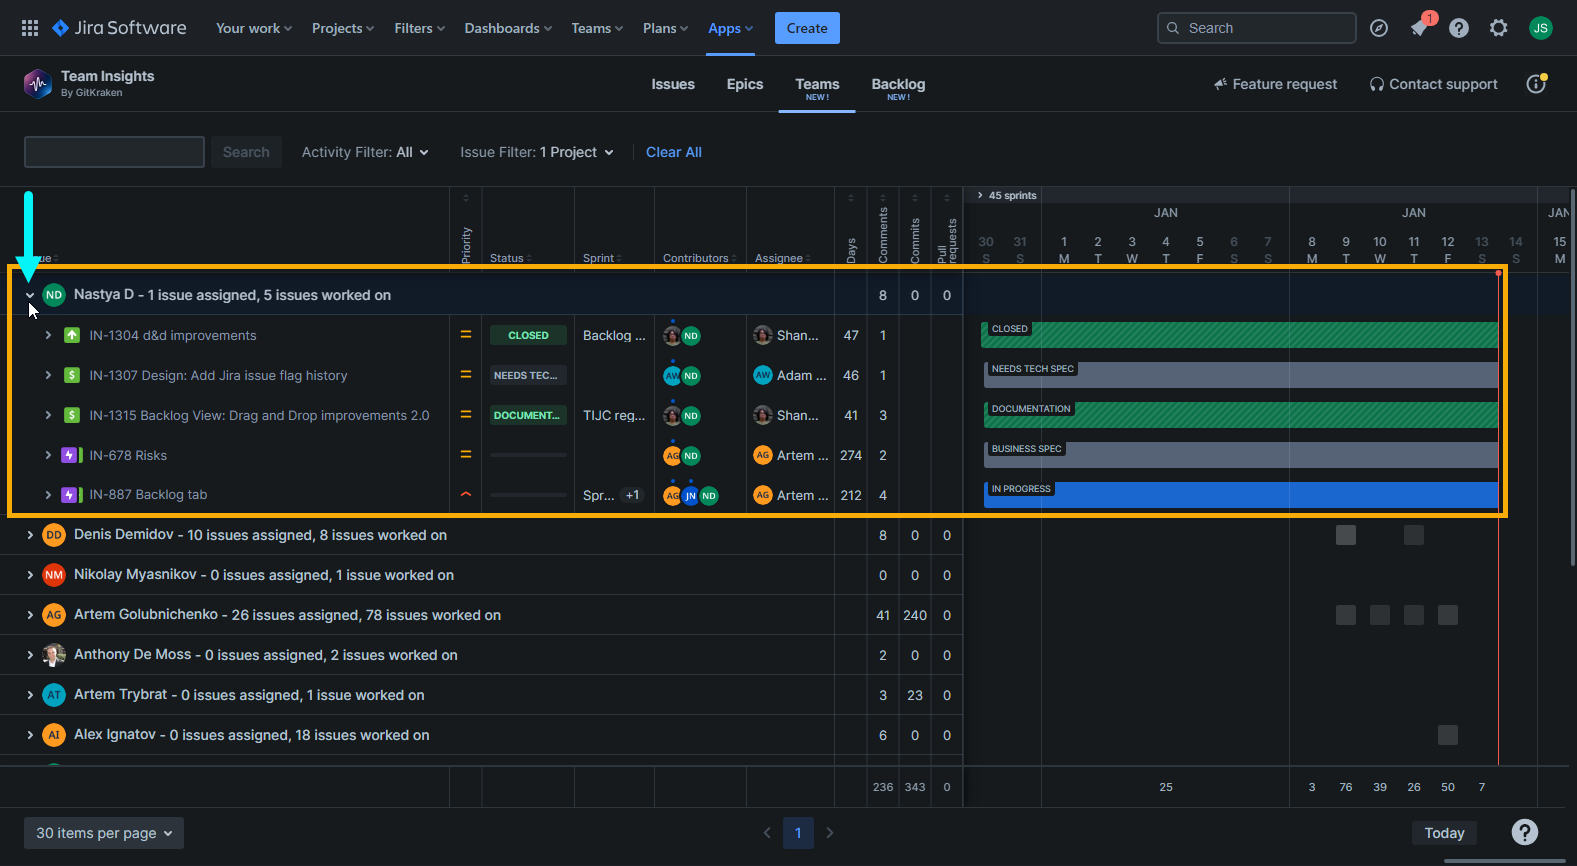 Jira Software Your work Projects Filters Dashboards Teams Plans Apps Create Search 1 JS
Team Insights
By GitKraken
Issues Epics Teams Backlog
NEW ! NEW !
Feature request Contact support
Search Activity Filter: All Issue Filter: 1 Project Clear All
45 sprints
JAN JAN JAN
30 31 1 2 3 4 5 6 7 8 9 10 11 12 13 14 15
ue Priority Status Sprint Contributors Assignee Days Comments Commits Pull requests S S M T W T F S S M T W T F S S M
ND Nastya D - 1 issue assigned, 5 issues worked on 8 0 0
IN-1304 d&d improvements CLOSED Backlog ... ND Shan... 47 1 CLOSED
IN-1307 Design: Add Jira issue flag history NEEDS TEC... AW ND AW Adam ... 46 1 NEEDS TECH SPEC
IN-1315 Backlog View: Drag and Drop improvements 2.0 DOCUMENT... TIJC reg... ND Shan... 41 3 DOCUMENTATION
IN-678 Risks AG ND AG Artem ... 274 2 BUSINESS SPEC
IN-887 Backlog tab Spr... +1 AG JN ND AG Artem ... 212 4 IN PROGRESS
DD Denis Demidov - 10 issues assigned, 8 issues worked on 8 0 0
NM Nikolay Myasnikov - 0 issues assigned, 1 issue worked on 0 0 0
AG Artem Golubnichenko - 26 issues assigned, 78 issues worked on 41 240 0
Anthony De Moss - 0 issues assigned, 2 issues worked on 2 0 0
AT Artem Trybrat - 0 issues assigned, 1 issue worked on 3 23 0
AI Alex Ignatov - 0 issues assigned, 18 issues worked on 6 0 0
236 343 0 25 3 76 39 26 50 7
30 items per page 1 Today